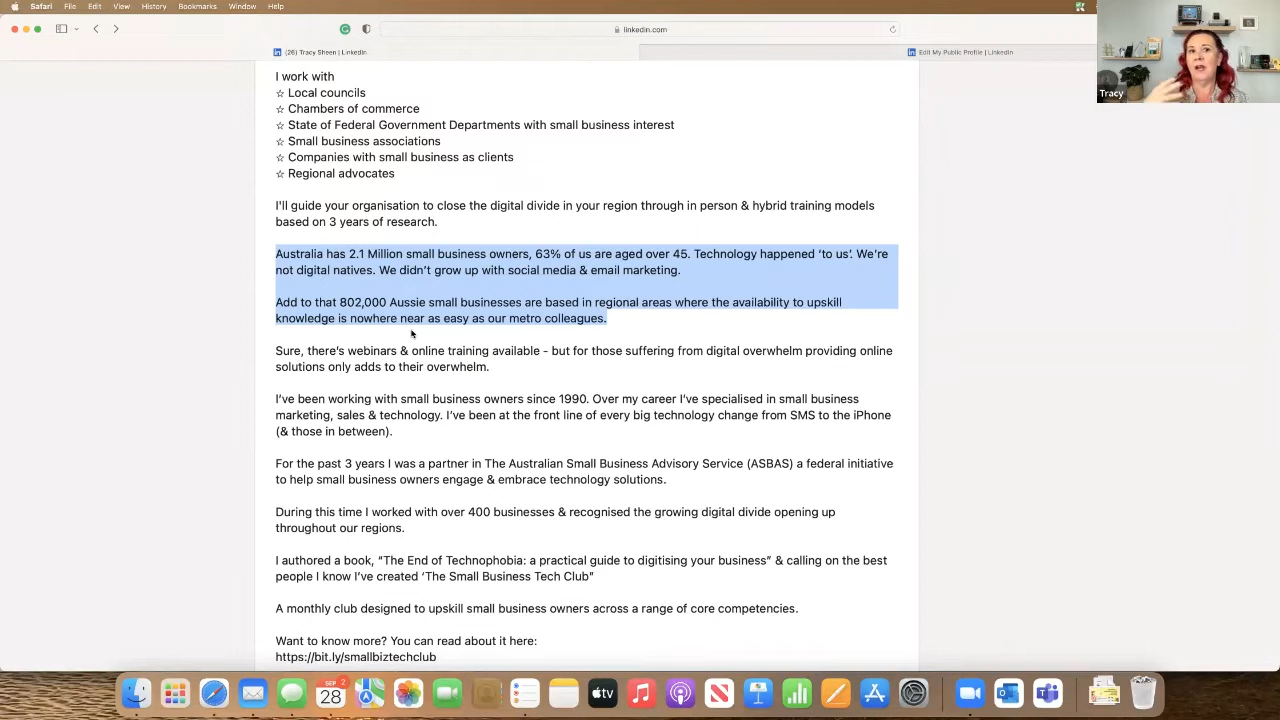 Safari File Edit View History Bookmarks Window Help
linkedin.com
(26) Tracy Sheen | LinkedIn
Edit My Public Profile | LinkedIn
Tracy
I work with
☆ Local councils
☆ Chambers of commerce
☆ State of Federal Government Departments with small business interest
☆ Small business associations
☆ Companies with small business as clients
☆ Regional advocates
I'll guide your organisation to close the digital divide in your region through in person & hybrid training models
based on 3 years of research.
Australia has 2.1 Million small business owners, 63% of us are aged over 45. Technology happened ‘to us’. We’re
not digital natives. We didn’t grow up with social media & email marketing.
Add to that 802,000 Aussie small businesses are based in regional areas where the availability to upskill
knowledge is nowhere near as easy as our metro colleagues.
Sure, there’s webinars & online training available - but for those suffering from digital overwhelm providing online
solutions only adds to their overwhelm.
I’ve been working with small business owners since 1990. Over my career I’ve specialised in small business
marketing, sales & technology. I’ve been at the front line of every big technology change from SMS to the iPhone
(& those in between).
For the past 3 years I was a partner in The Australian Small Business Advisory Service (ASBAS) a federal initiative
to help small business owners engage & embrace technology solutions.
During this time I worked with over 400 businesses & recognised the growing digital divide opening up
throughout our regions.
I authored a book, “The End of Technophobia: a practical guide to digitising your business” & calling on the best
people I know I’ve created ‘The Small Business Tech Club”
A monthly club designed to upskill small business owners across a range of core competencies.
Want to know more? You can read about it here:
https://bit.ly/smallbiztechclub
SEP 2
28
tv